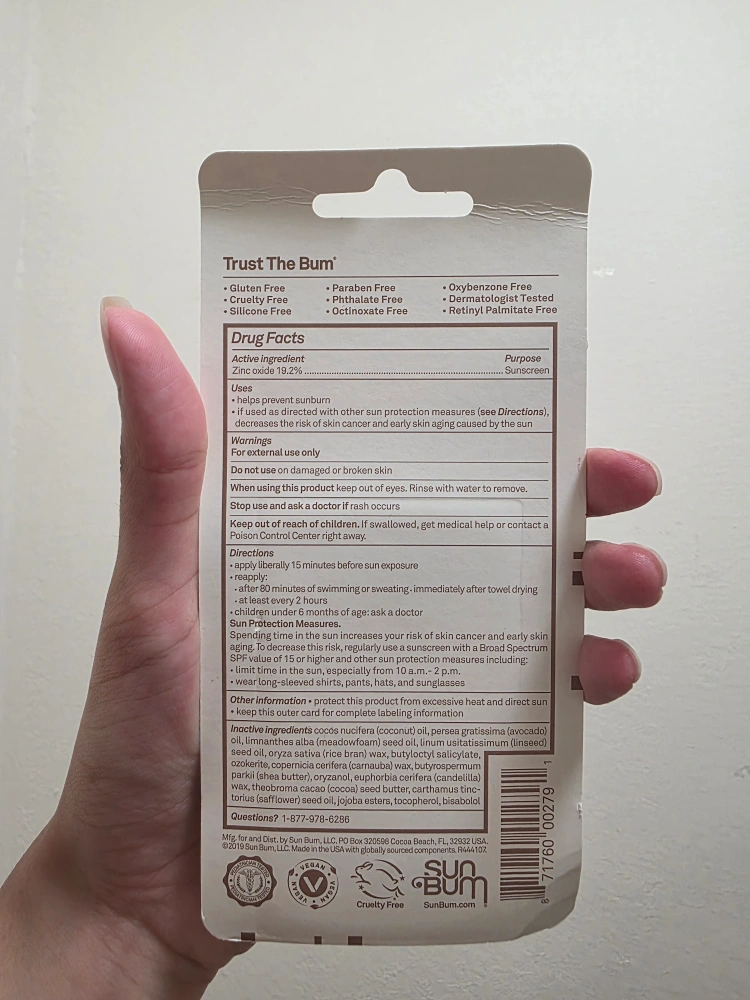 Trust The Bum®
• Gluten Free • Paraben Free • Oxybenzone Free
• Cruelty Free • Phthalate Free • Dermatologist Tested
• Silicone Free • Octinoxate Free • Retinyl Palmitate Free
Drug Facts
Active ingredient Purpose
Zinc oxide 19.2% ........................................................ Sunscreen
Uses
• helps prevent sunburn
• if used as directed with other sun protection measures (see Directions),
decreases the risk of skin cancer and early skin aging caused by the sun
Warnings
For external use only
Do not use on damaged or broken skin
When using this product keep out of eyes. Rinse with water to remove.
Stop use and ask a doctor if rash occurs
Keep out of reach of children. If swallowed, get medical help or contact a
Poison Control Center right away.
Directions
• apply liberally 15 minutes before sun exposure
• reapply:
• after 80 minutes of swimming or sweating • immediately after towel drying
• at least every 2 hours
• children under 6 months of age: ask a doctor
Sun Protection Measures.
Spending time in the sun increases your risk of skin cancer and early skin
aging. To decrease this risk, regularly use a sunscreen with a Broad Spectrum
SPF value of 15 or higher and other sun protection measures including:
• limit time in the sun, especially from 10 a.m.- 2 p.m.
• wear long-sleeved shirts, pants, hats, and sunglasses
Other information • protect this product from excessive heat and direct sun
• keep this outer card for complete labeling information
Inactive ingredients cocos nucifera (coconut) oil, persea gratissima (avocado)
oil, limnanthes alba (meadowfoam) seed oil, linum usitatissimum (linseed)
seed oil, oryza sativa (rice bran) wax, butyloctyl salicylate,
ozokerite, copernicia cerifera (carnauba) wax, butyrospermum
parkii (shea butter), oryzanol, euphorbia cerifera (candelilla)
wax, theobroma cacao (cocoa) seed butter, carthamus tinc-
torius (safflower) seed oil, jojoba esters, tocopherol, bisabolol
Questions? 1-877-978-6286
Mfg. for and Dist. by Sun Bum, LLC, PO Box 320596 Cocoa Beach, FL, 32932 USA.
©2019 Sun Bum, LLC. Made in the USA with globally sourced components. R444107.
VEGAN VEGAN VEGAN
Cruelty Free
SUN
BUM
SunBum.com
8 71760 00279 1